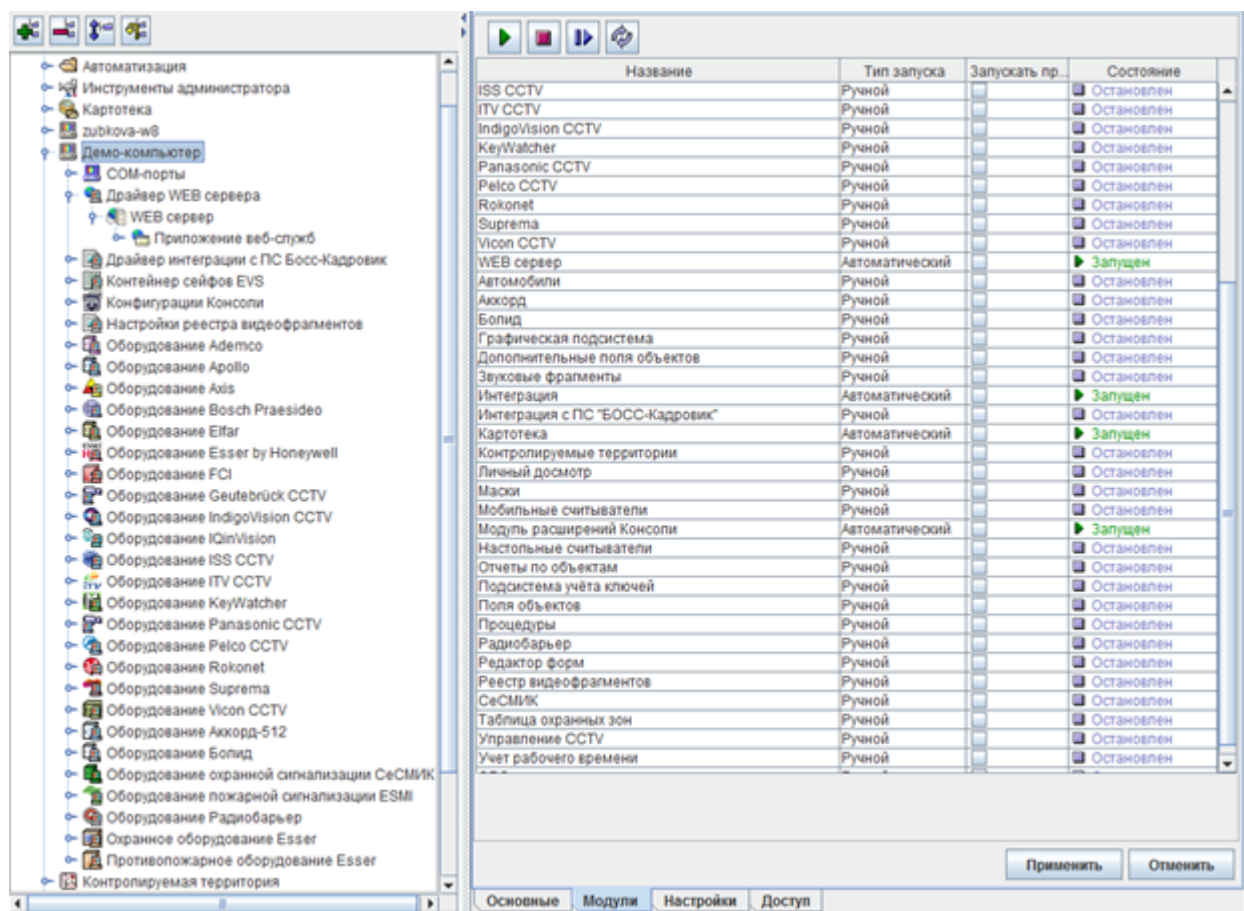 Автоматизация
Инструменты администратора
Картотека
zubkova-w8
Демо-компьютер
COM-порты
Драйвер WEB сервера
WEB сервер
Приложение веб-служб
Драйвер интеграции с ПС Босс-Кадровик
Контейнер сейфов EVS
Конфигурации Консоли
Настройки реестра видеофрагментов
Оборудование Ademco
Оборудование Apollo
Оборудование Axis
Оборудование Bosch Praesideo
Оборудование Elfar
Оборудование Esser by Honeywell
Оборудование FCI
Оборудование Geutebrück CCTV
Оборудование IndigoVision CCTV
Оборудование IQinVision
Оборудование ISS CCTV
Оборудование ITV CCTV
Оборудование KeyWatcher
Оборудование Panasonic CCTV
Оборудование Pelco CCTV
Оборудование Rokonet
Оборудование Suprema
Оборудование Vicon CCTV
Оборудование Аккорд-512
Оборудование Болид
Оборудование охранной сигнализации СеСМИК
Оборудование пожарной сигнализации ESMI
Оборудование Радиобарьер
Охранное оборудование Esser
Противопожарное оборудование Esser
Контролируемая территория
Название Тип запуска Запускать пр... Состояние
ISS CCTV Ручной Остановлен
ITV CCTV Ручной Остановлен
IndigoVision CCTV Ручной Остановлен
KeyWatcher Ручной Остановлен
Panasonic CCTV Ручной Остановлен
Pelco CCTV Ручной Остановлен
Rokonet Ручной Остановлен
Suprema Ручной Остановлен
Vicon CCTV Ручной Остановлен
WEB сервер Автоматический Запущен
Автомобили Ручной Остановлен
Аккорд Ручной Остановлен
Болид Ручной Остановлен
Графическая подсистема Ручной Остановлен
Дополнительные поля объектов Ручной Остановлен
Звуковые фрагменты Ручной Остановлен
Интеграция Автоматический Запущен
Интеграция с ПС "БОСС-Кадровик" Ручной Остановлен
Картотека Автоматический Запущен
Контролируемые территории Ручной Остановлен
Личный досмотр Ручной Остановлен
Маски Ручной Остановлен
Мобильные считыватели Ручной Остановлен
Модуль расширений Консоли Автоматический Запущен
Настольные считыватели Ручной Остановлен
Отчеты по объектам Ручной Остановлен
Подсистема учёта ключей Ручной Остановлен
Поля объектов Ручной Остановлен
Процедуры Ручной Остановлен
Радиобарьер Ручной Остановлен
Редактор форм Ручной Остановлен
Реестр видеофрагментов Ручной Остановлен
СеСМИК Ручной Остановлен
Таблица охранных зон Ручной Остановлен
Управление CCTV Ручной Остановлен
Учет рабочего времени Ручной Остановлен
Применить Отменить
Основные Модули Настройки Доступ